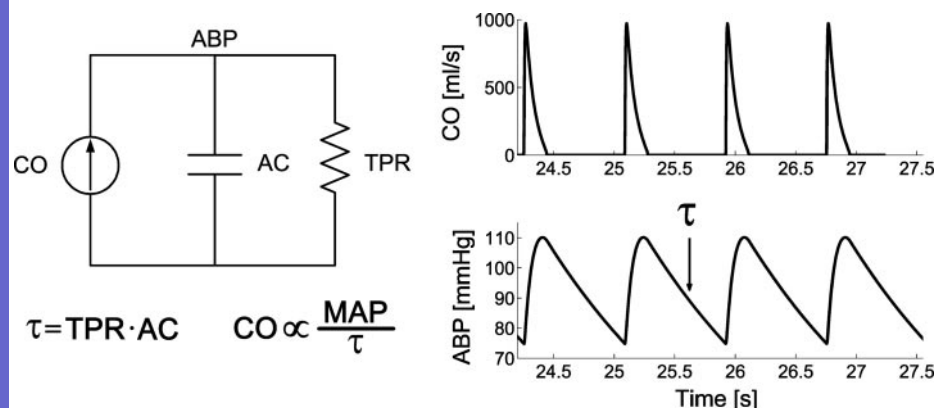 ABP
CO
AC
TPR
τ=TPR·AC
CO ∝ MAP/τ
CO [ml/s]
1000
500
0
24.5 25 25.5 26 26.5 27 27.5
τ
ABP [mmHg]
110
100
90
80
70
24.5 25 25.5 26 26.5 27 27.5
Time [s]